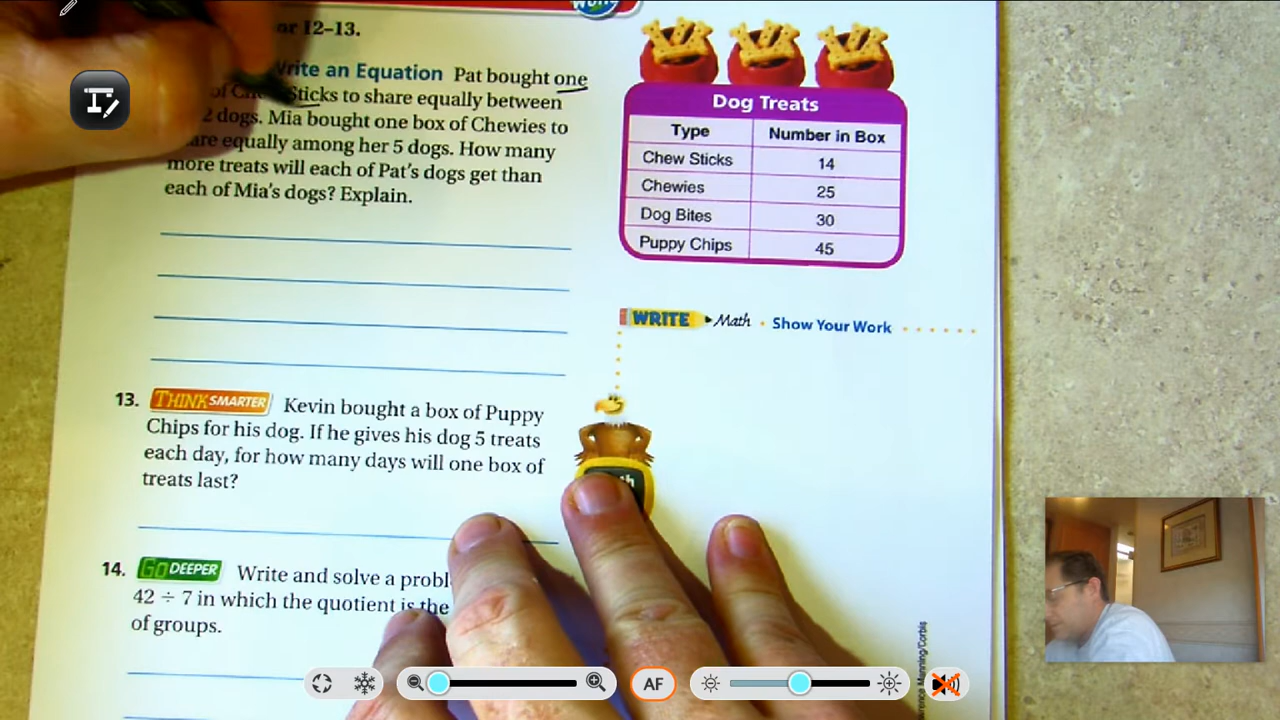 or 12–13.
Write an Equation Pat bought one
of Sticks to share equally between
2 dogs. Mia bought one box of Chewies to
equally among her 5 dogs. How many
more treats will each of Pat's dogs get than
each of Mia's dogs? Explain.
Dog Treats
Type Number in Box
Chew Sticks 14
Chewies 25
Dog Bites 30
Puppy Chips 45
WRITE Math Show Your Work
13. THINK SMARTER Kevin bought a box of Puppy
Chips for his dog. If he gives his dog 5 treats
each day, for how many days will one box of
treats last?
14. GO DEEPER Write and solve a
42 ÷ 7 in which the quotient is the
of groups.
AF
Manning/Corbis